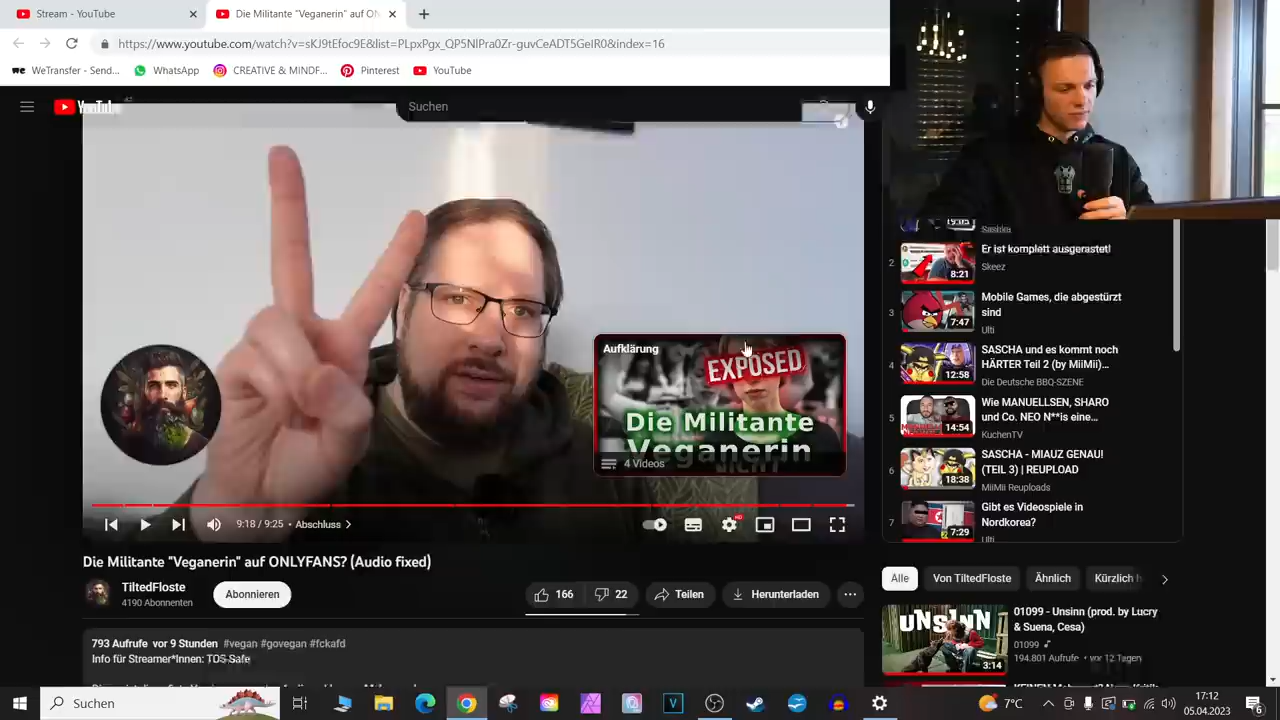 Stream - YouTube
Die Militante "Veganerin" auf ON
https://www.youtube.com/watch?v=sKJ9tEfoc9E&list=PLpxPgx_QP5NIPra0Zr-guvCeADT5GeIR0&index=16
WeTransfer - Send...
WhatsApp
Pinterest
YouTube
Suchen
Aufklärung
EXPOSED
Die Militante
Veganerin
4 Videos
9:18 / 9:25 • Abschluss
Die Militante "Veganerin" auf ONLYFANS? (Audio fixed)
TiltedFloste
4190 Abonnenten
Abonnieren
166
22
Teilen
Herunterladen
793 Aufrufe vor 9 Stunden #vegan #govegan #fckafd
Info für Streamer*Innen: TOS Safe
2
8:21
Er ist komplett ausgerastet!
Skeez
3
7:47
Mobile Games, die abgestürzt
sind
Ulti
4
12:58
SASCHA und es kommt noch
HÄRTER Teil 2 (by MiiMii)...
Die Deutsche BBQ-SZENE
5
14:54
Wie MANUELLSEN, SHARO
und Co. NEO N**is eine...
KuchenTV
6
18:38
SASCHA - MIAUZ GENAU!
(TEIL 3) | REUPLOAD
MiiMii Reuploads
7
7:29
Gibt es Videospiele in
Nordkorea?
Ulti
Alle
Von TiltedFloste
Ähnlich
Kürzlich h
UNSINN
3:14
01099 - Unsinn (prod. by Lucry
& Suena, Cesa)
01099
194.801 Aufrufe • vor 12 Tagen
Suchen
7°C
17:12
05.04.2023